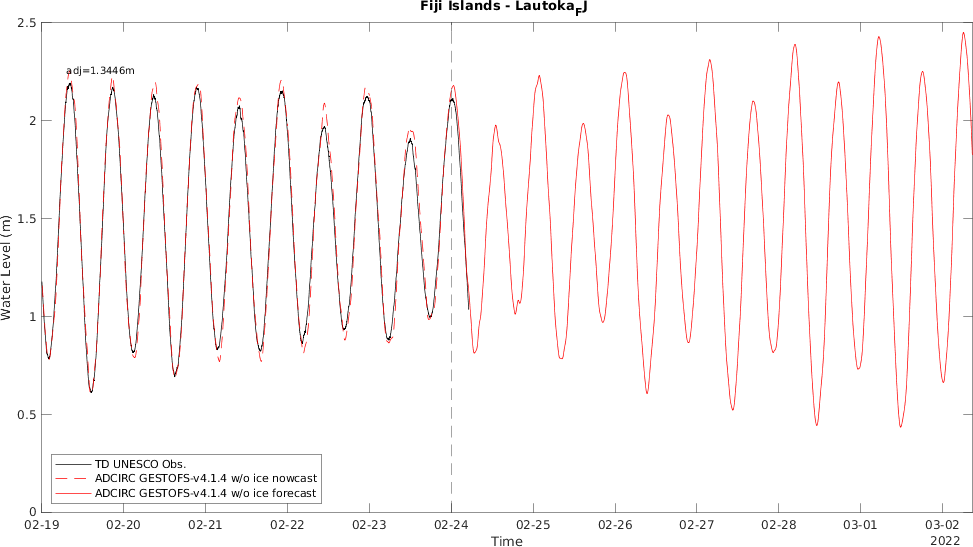 Fiji Islands - Lautoka_FJ
adj=1.3446m
2.5
2
1.5
1
0.5
0
Water Level (m)
TD UNESCO Obs.
ADCIRC GESTOFS-v4.1.4 w/o ice nowcast
ADCIRC GESTOFS-v4.1.4 w/o ice forecast
02-19 02-20 02-21 02-22 02-23 02-24 02-25 02-26 02-27 02-28 03-01 03-02
Time 2022